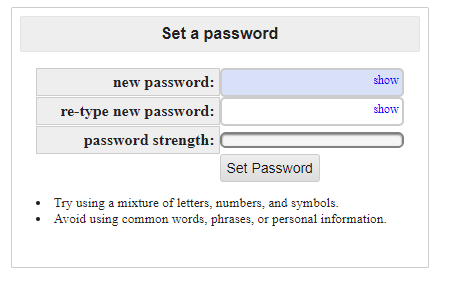 Set a password
new password: show
re-type new password: show
password strength:
Set Password
Try using a mixture of letters, numbers, and symbols.
Avoid using common words, phrases, or personal information.